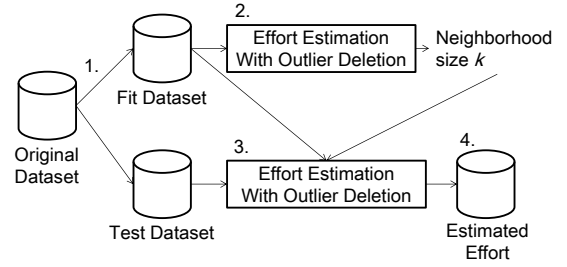 2.
Effort Estimation
With Outlier Deletion
Neighborhood
size k
1.
Fit Dataset
Original
Dataset
3.
Effort Estimation
With Outlier Deletion
4.
Test Dataset
Estimated
Effort